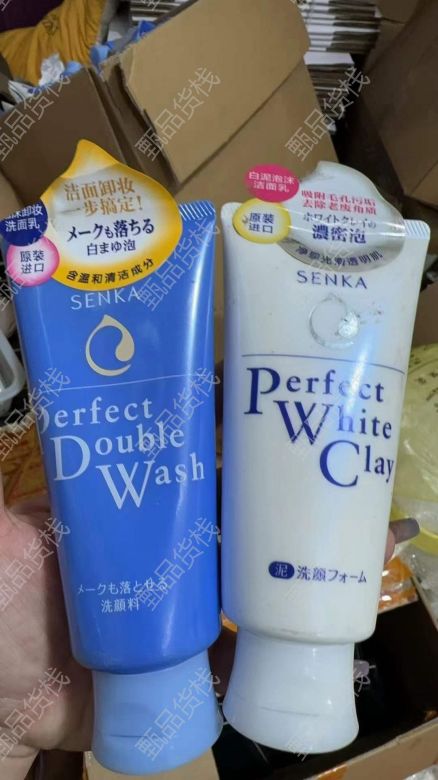 洁面卸妆
一步搞定!
メークも落ちる
白まゆ泡
洗面乳
原装
进口
含温和清洁成分
SENKA
Perfect
Double
Wash
メークも落とせる
洗顔料
白泥泡沫
洁面乳
吸附毛孔污垢
去除老废角质
ホワイトクレイの
濃密泡
原装
进口
SENKA
Perfect
White
Clay
泥 洗顔フォーム
甄品货栈